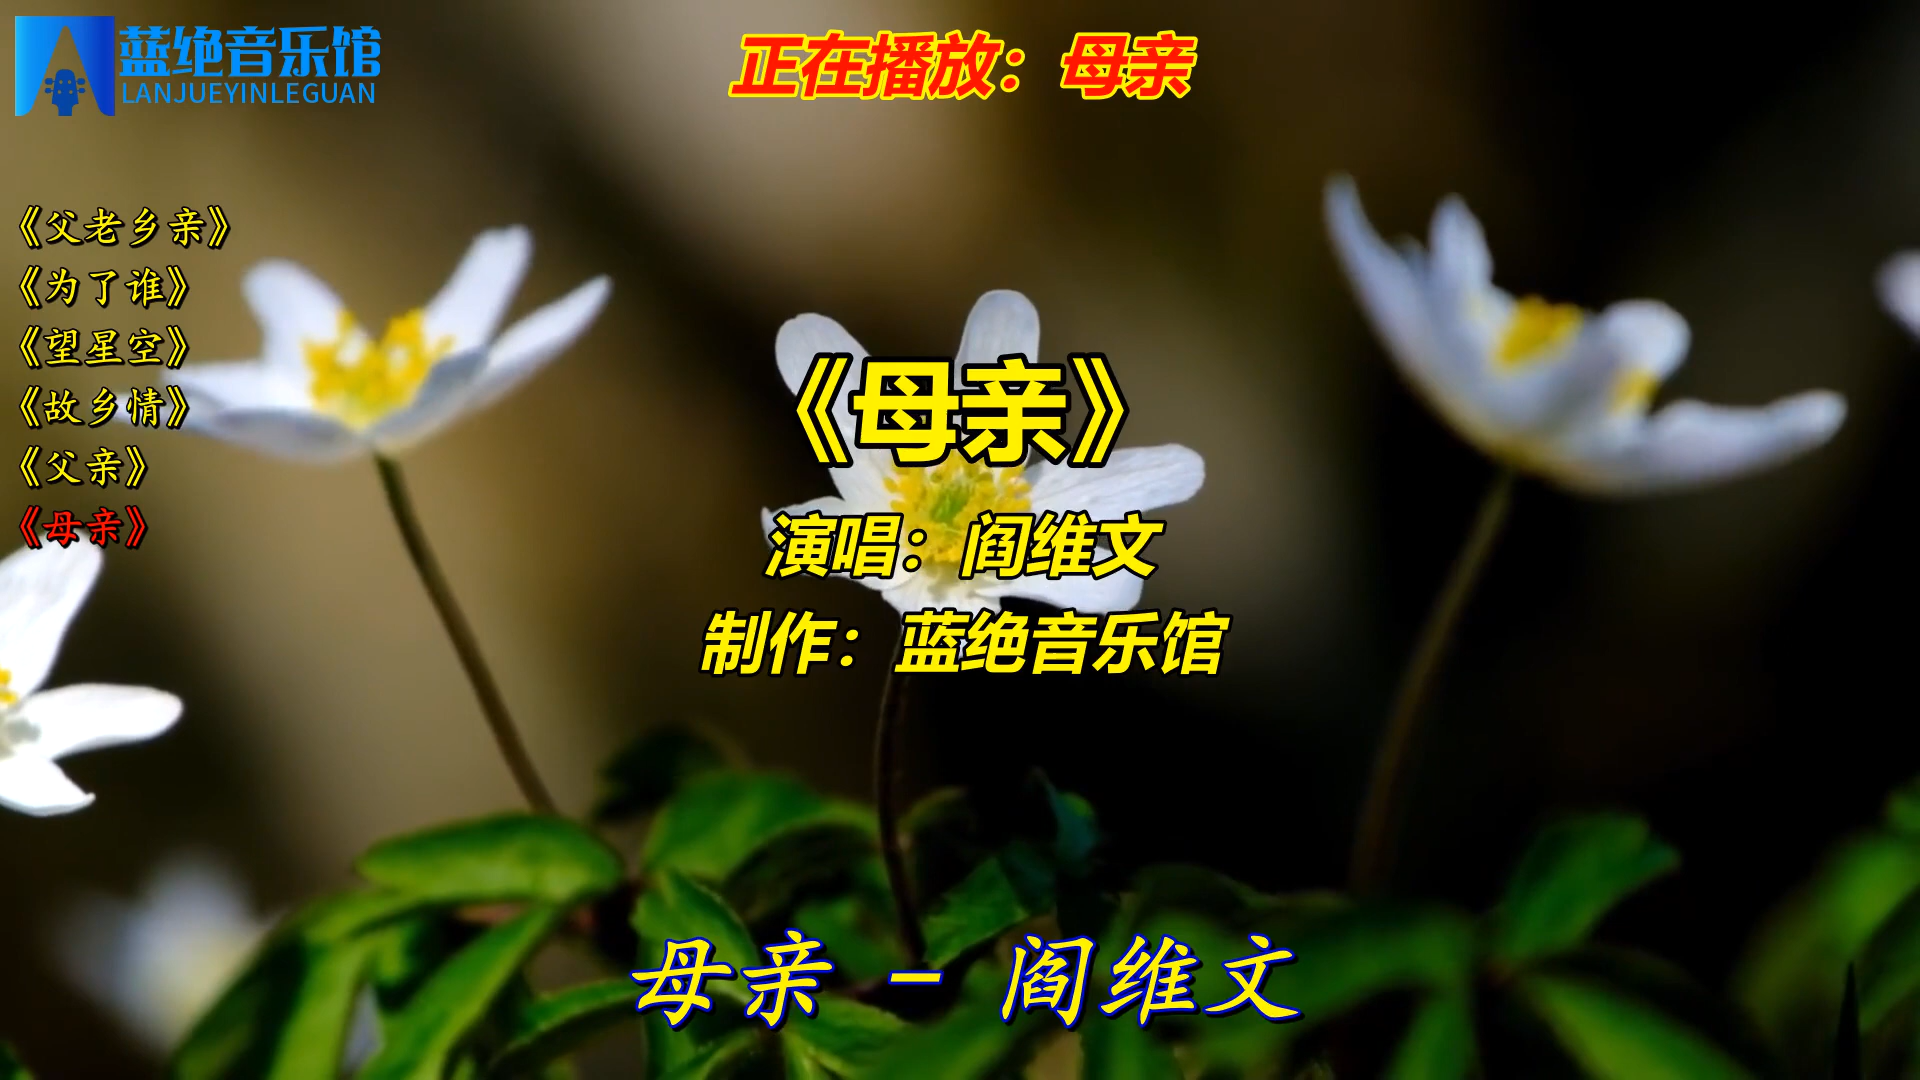 蓝绝音乐馆
LANJUEYINLEGUAN
正在播放：母亲
《父老乡亲》
《为了谁》
《望星空》
《故乡情》
《父亲》
《母亲》
《母亲》
演唱：阎维文
制作：蓝绝音乐馆
母亲 - 阎维文